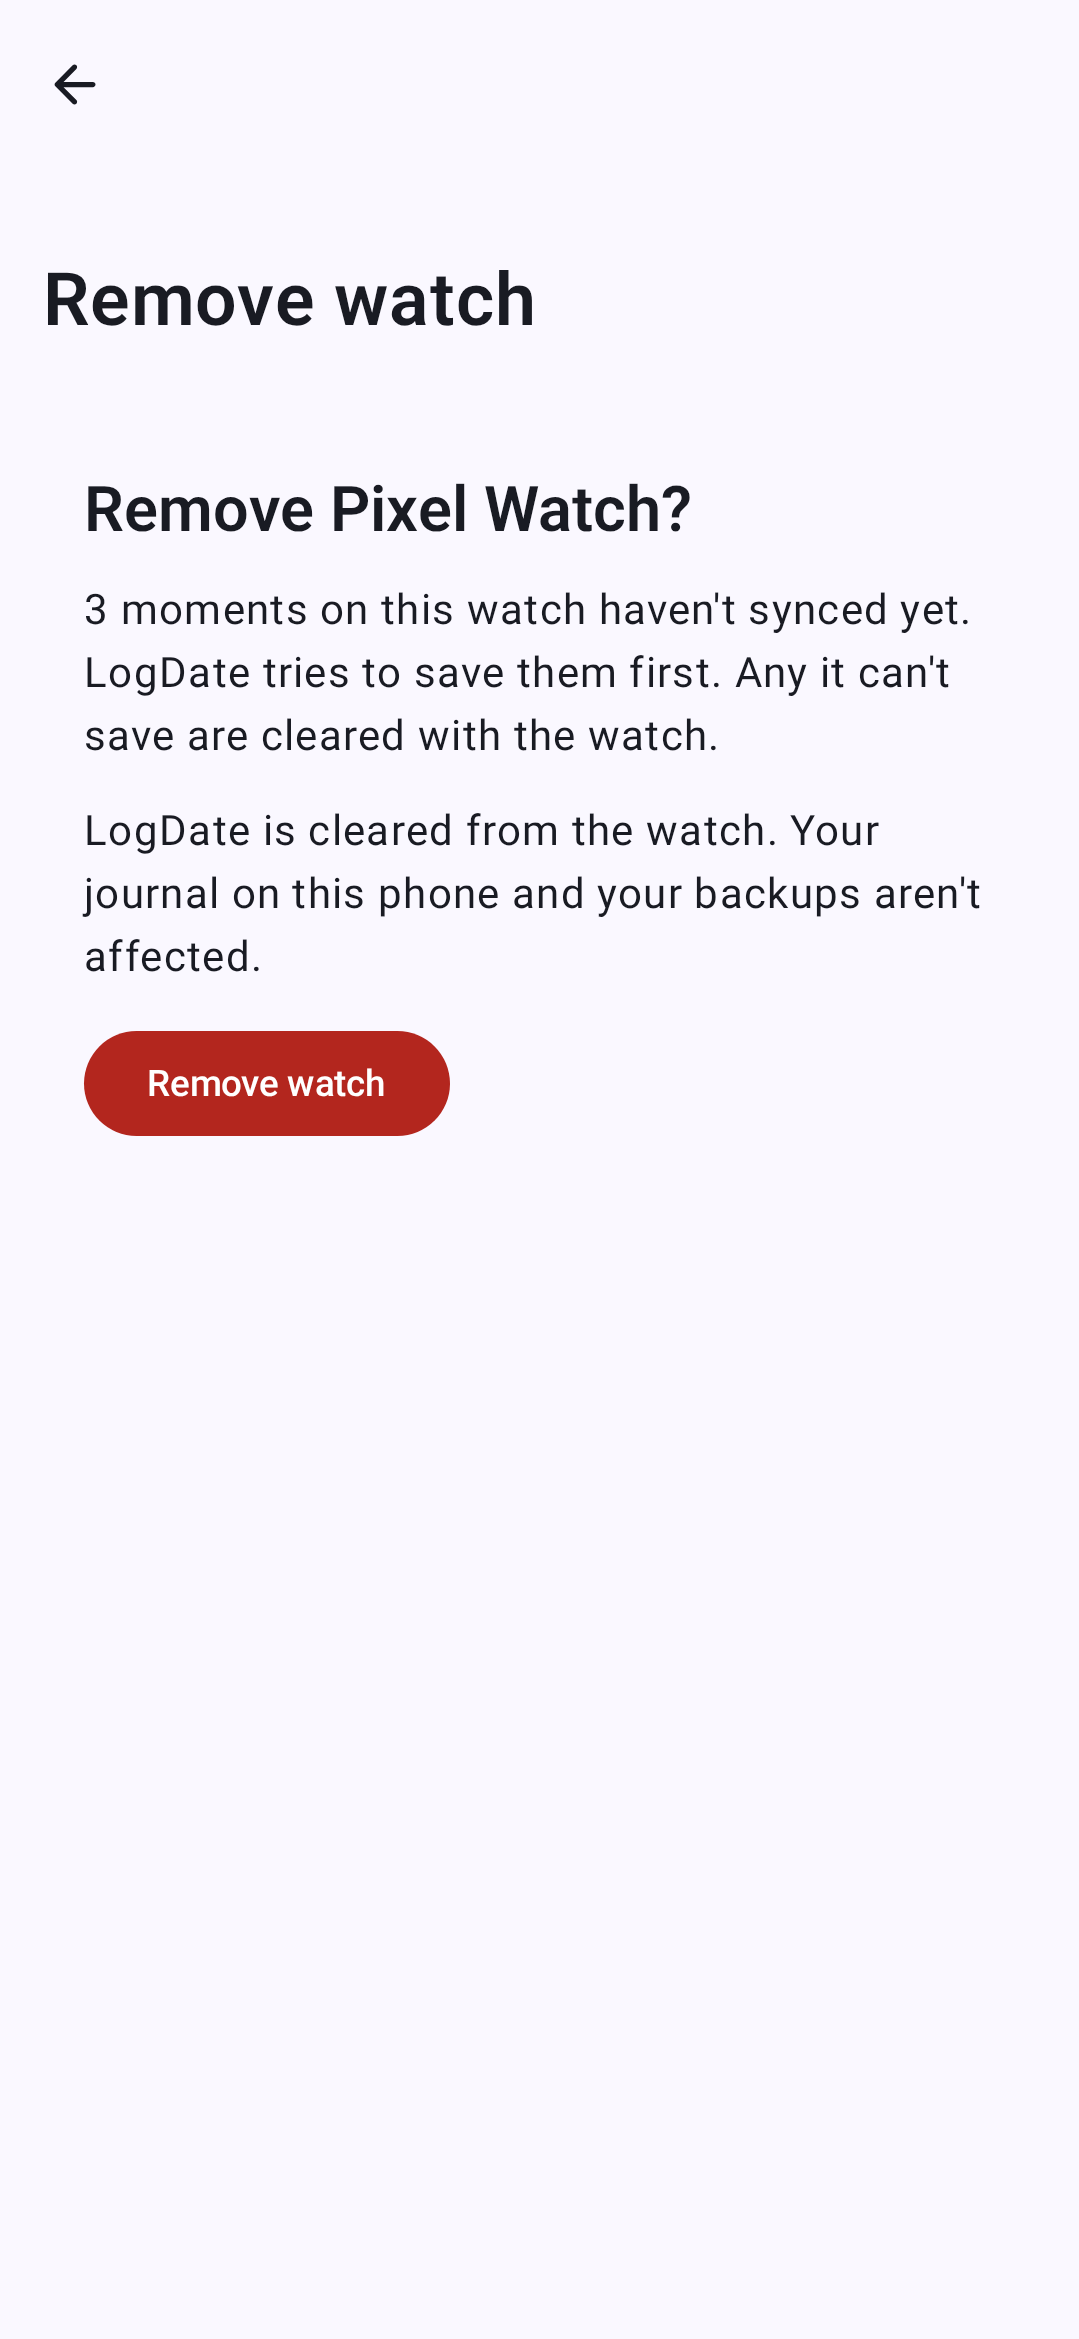 Remove watch
Remove Pixel Watch?
3 moments on this watch haven't synced yet.
LogDate tries to save them first. Any it can't
save are cleared with the watch.
LogDate is cleared from the watch. Your
journal on this phone and your backups aren't
affected.
Remove watch